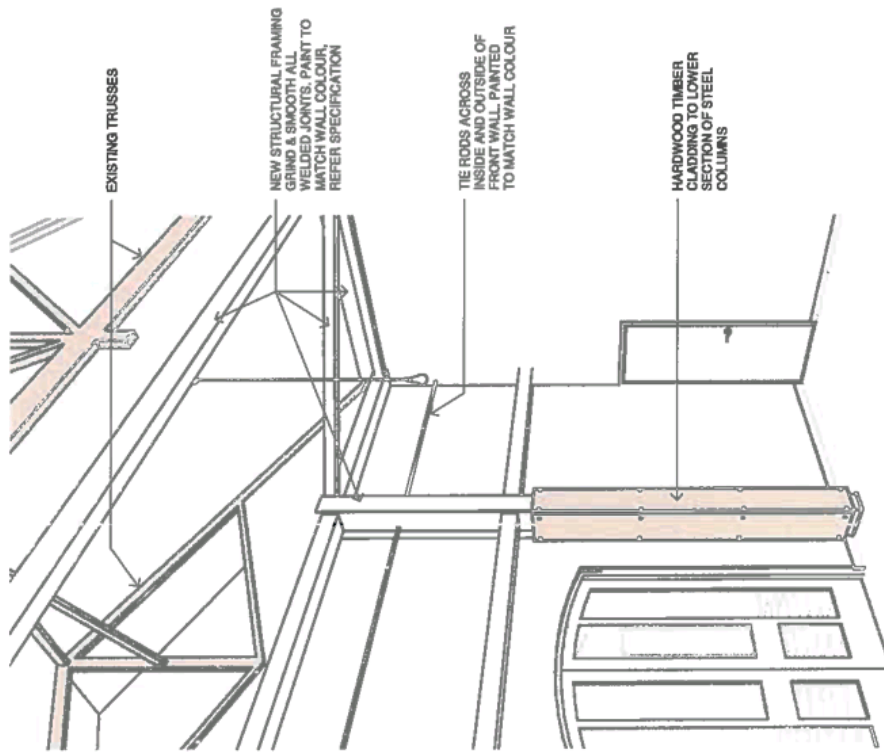 EXISTING TRUSSES
NEW STRUCTURAL FRAMING
GRIND & SMOOTH ALL
WELDED JOINTS. PAINT TO
MATCH WALL COLOUR,
REFER SPECIFICATION
TIE RODS ACROSS
INSIDE AND OUTSIDE OF
FRONT WALL. PAINTED
TO MATCH WALL COLOUR
HARDWOOD TIMBER
CLADDING TO LOWER
SECTION OF STEEL
COLUMNS